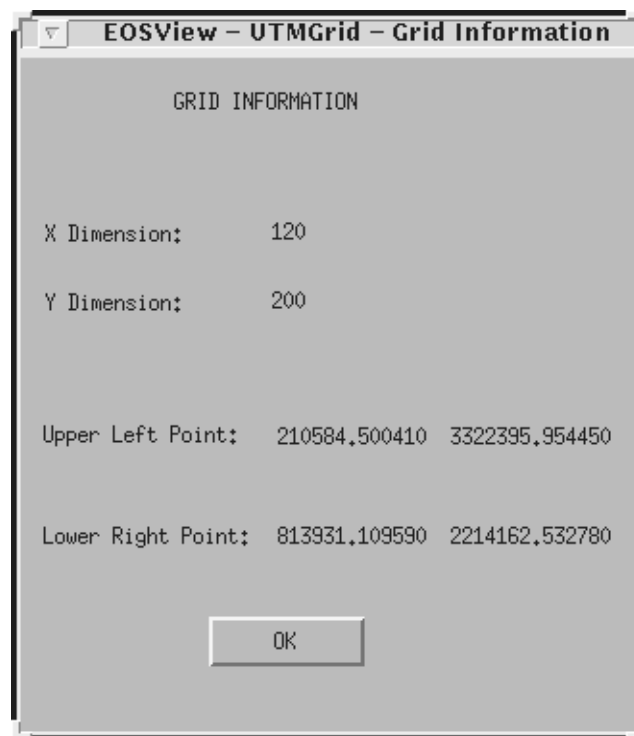 EOSView – UTMGrid – Grid Information
GRID INFORMATION
X Dimension: 120
Y Dimension: 200
Upper Left Point: 210584.500410 3322395.954450
Lower Right Point: 813931.109590 2214162.532780
OK